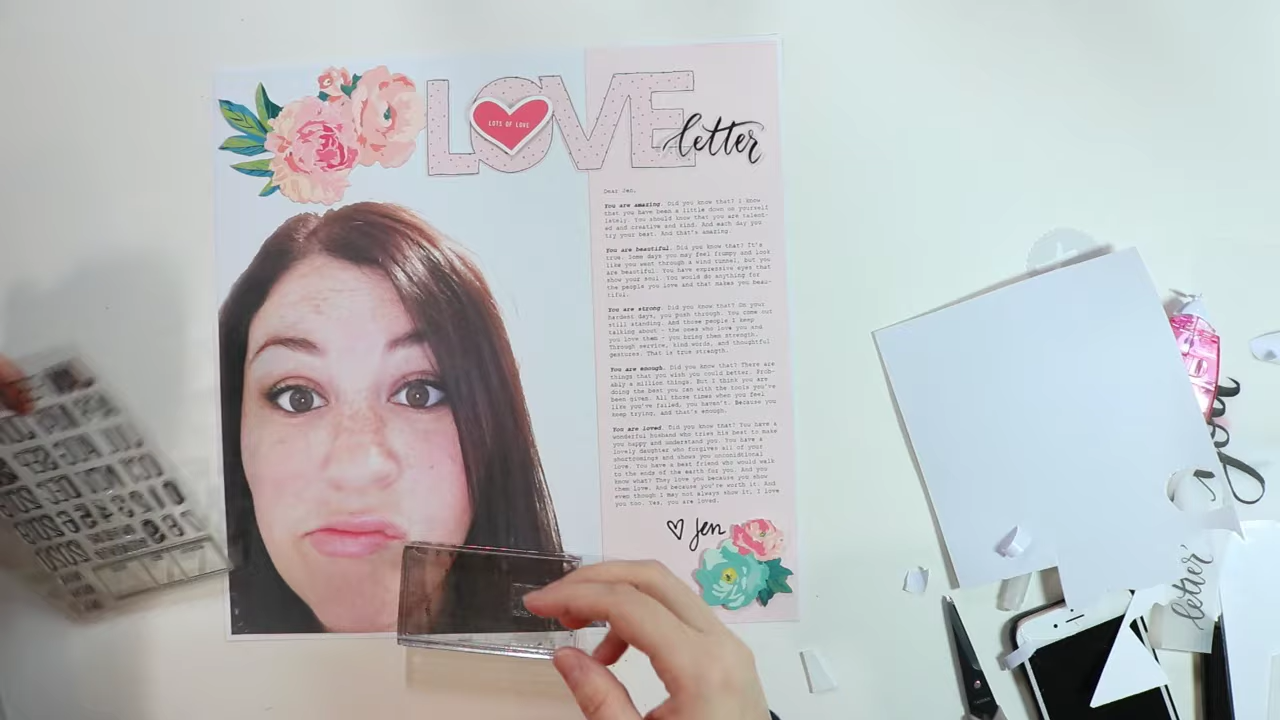 LOVE
LOTS OF LOVE
letter
Dear Jen,
You are amazing. Did you know that? I know
that you have been a little down on yourself
lately. You should know that you are talent-
ed and creative and kind. And each day you
try your best. And that's amazing.
You are beautiful. Did you know that? It's
true. Some days you may feel frumpy and look
like you went through a wind tunnel, but you
are beautiful. You have expressive eyes that
show your soul. You would do anything for
the people you love and that makes you beau-
tiful.
You are strong. Did you know that? On your
hardest days, you push through. You come out
still standing. And those people I keep
talking about - the ones who love you and
you love them - you bring them strength.
Through service, kind words, and thoughtful
gestures. That is true strength.
You are enough. Did you know that? There are
things that you wish you could better. Prob-
ably a million things. But I think you are
doing the best you can with the tools you've
been given. All those times when you feel
like you've failed, you haven't. Because you
keep trying, and that's enough.
You are loved. Did you know that? You have a
wonderful husband who tries his best to make
you happy and understand you. You have a
lovely daughter who forgives all of your
shortcomings and shows you unconditional
love. You have a best friend who would walk
to the ends of the earth for you. And you
know what? They love you because you show
them love. And because you're worth it. And
even though I may not always show it, I love
you too. Yes, you are loved.
Jen
you
letter